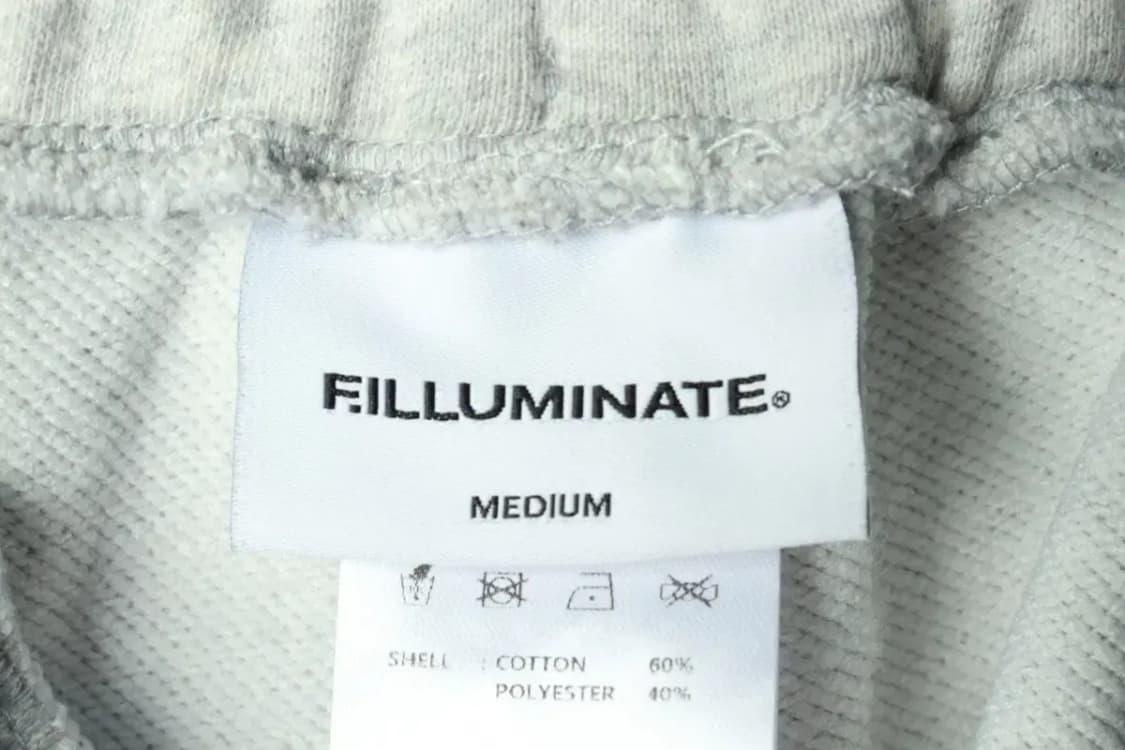 F.ILLUMINATE®
MEDIUM
SHELL : COTTON 60%
POLYESTER 40%